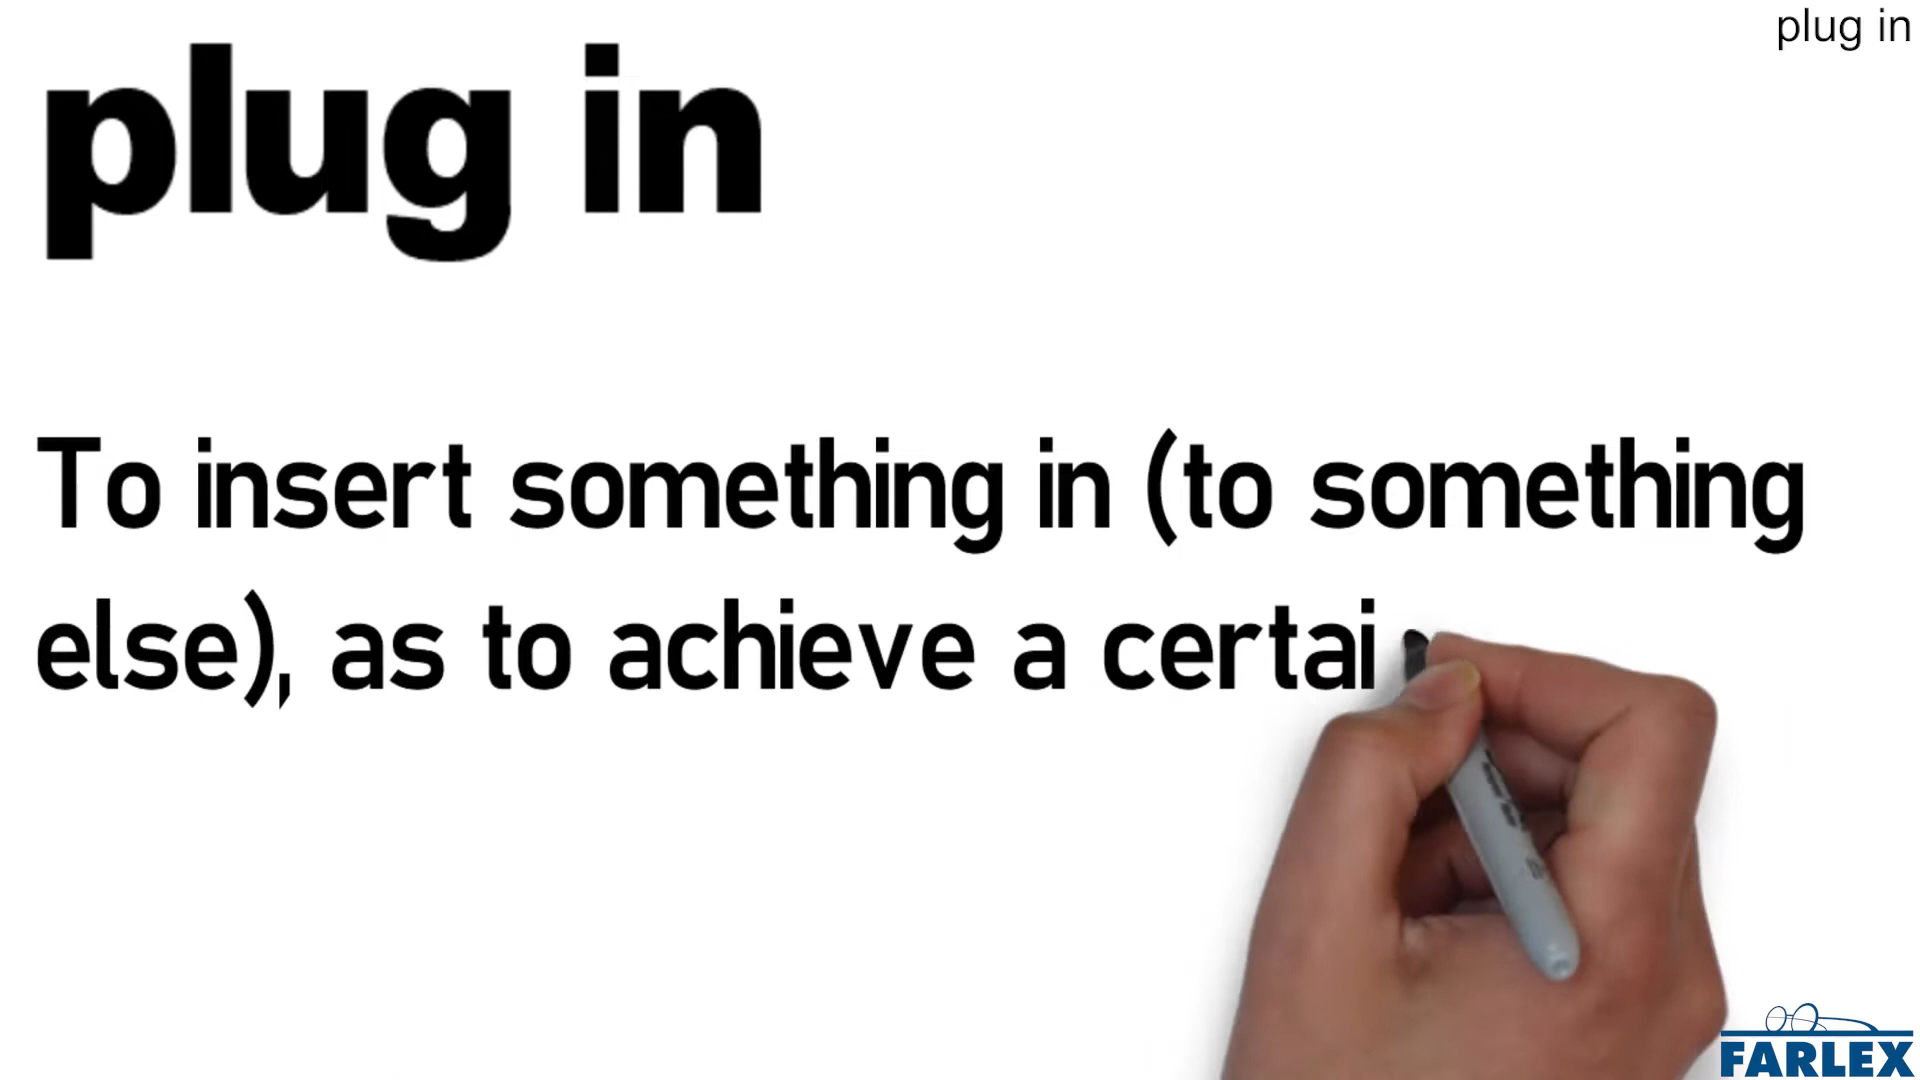 plug in
plug in
To insert something in (to something
else), as to achieve a certai
FARLEX